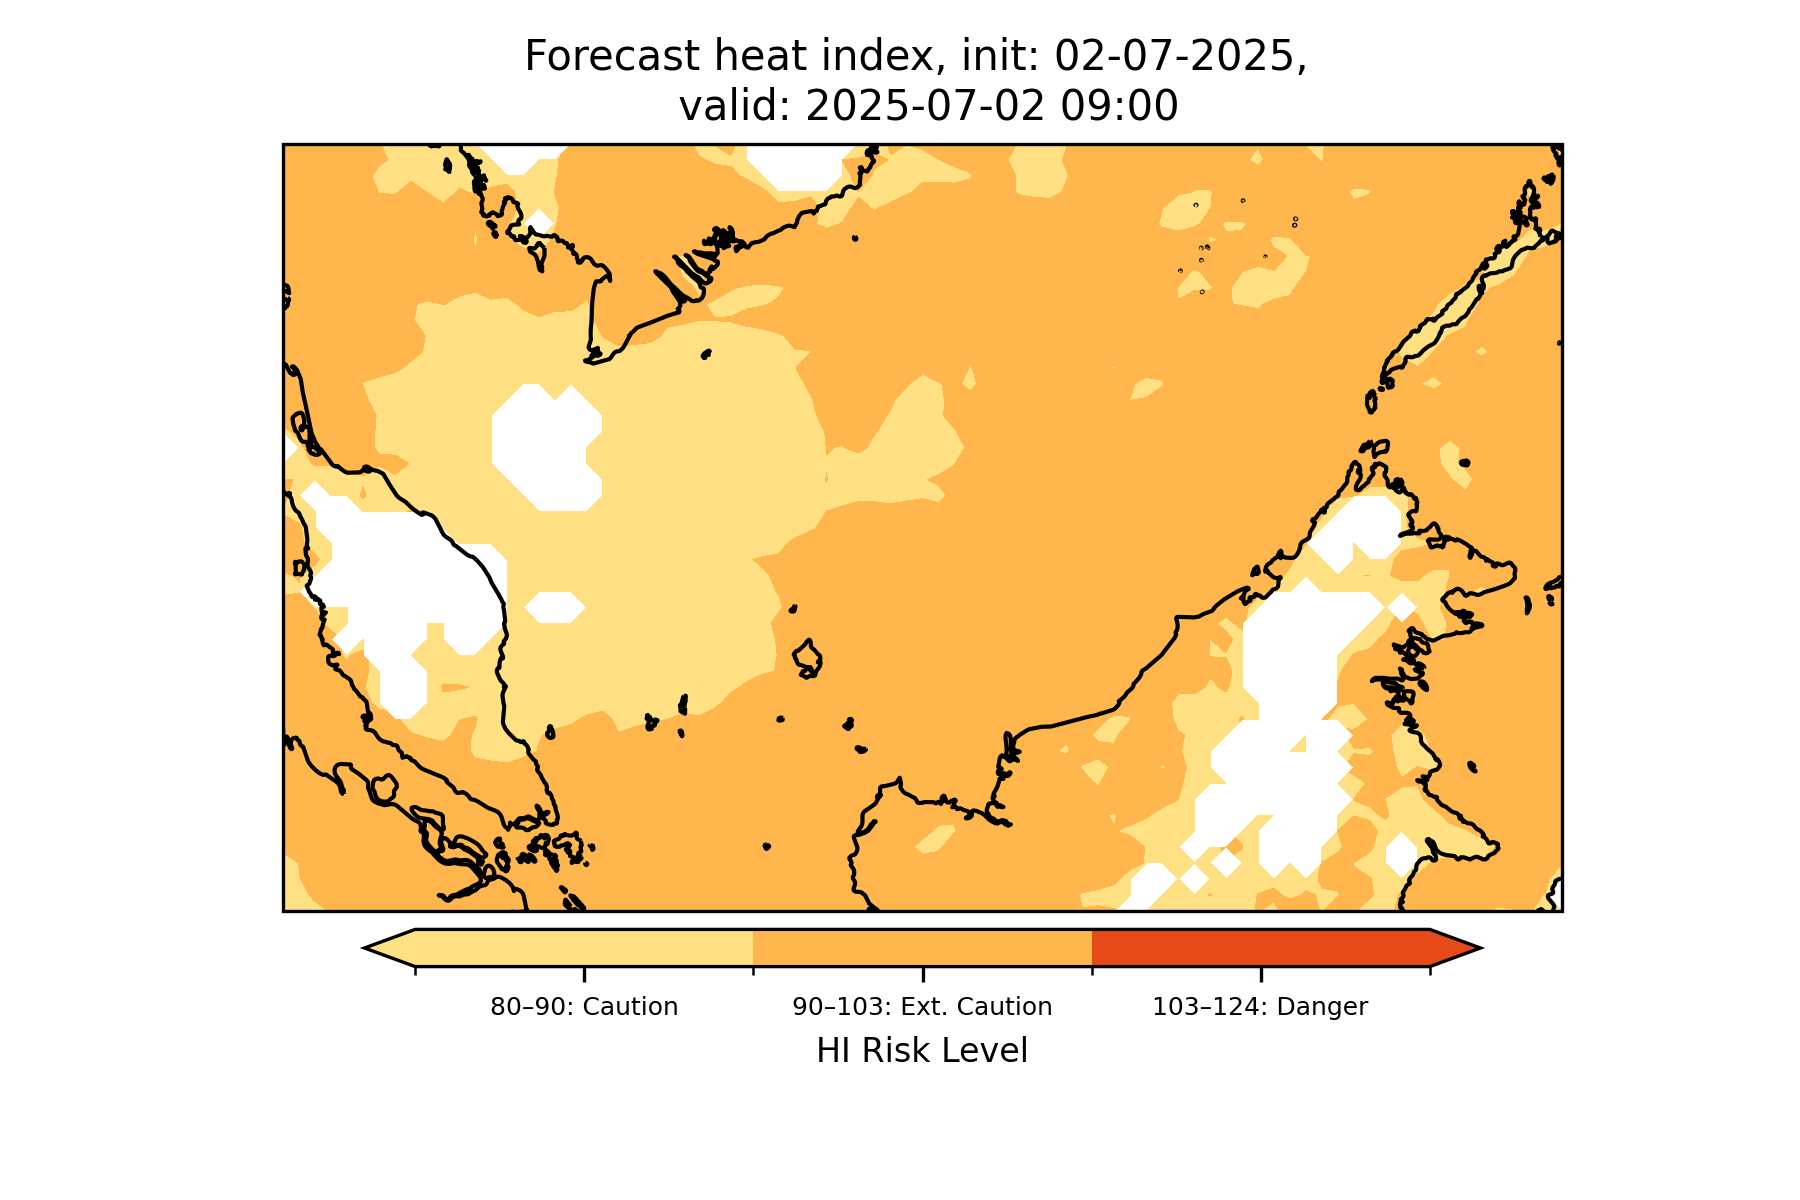 Forecast heat index, init: 02-07-2025,
valid: 2025-07-02 09:00
80–90: Caution
90–103: Ext. Caution
103–124: Danger
HI Risk Level